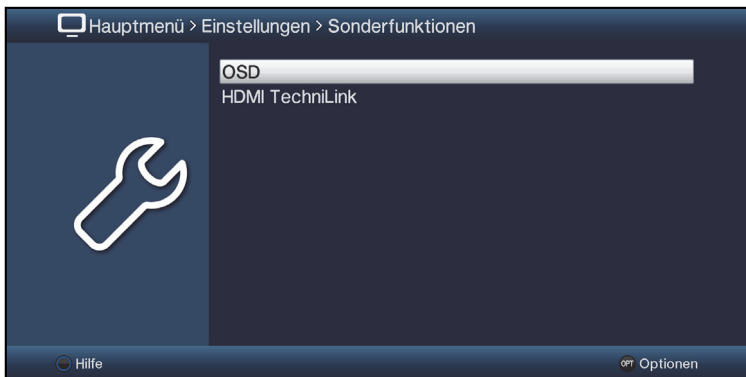 Hauptmenü > Einstellungen > Sonderfunktionen
OSD
HDMI TechniLink
Hilfe
OPT Optionen